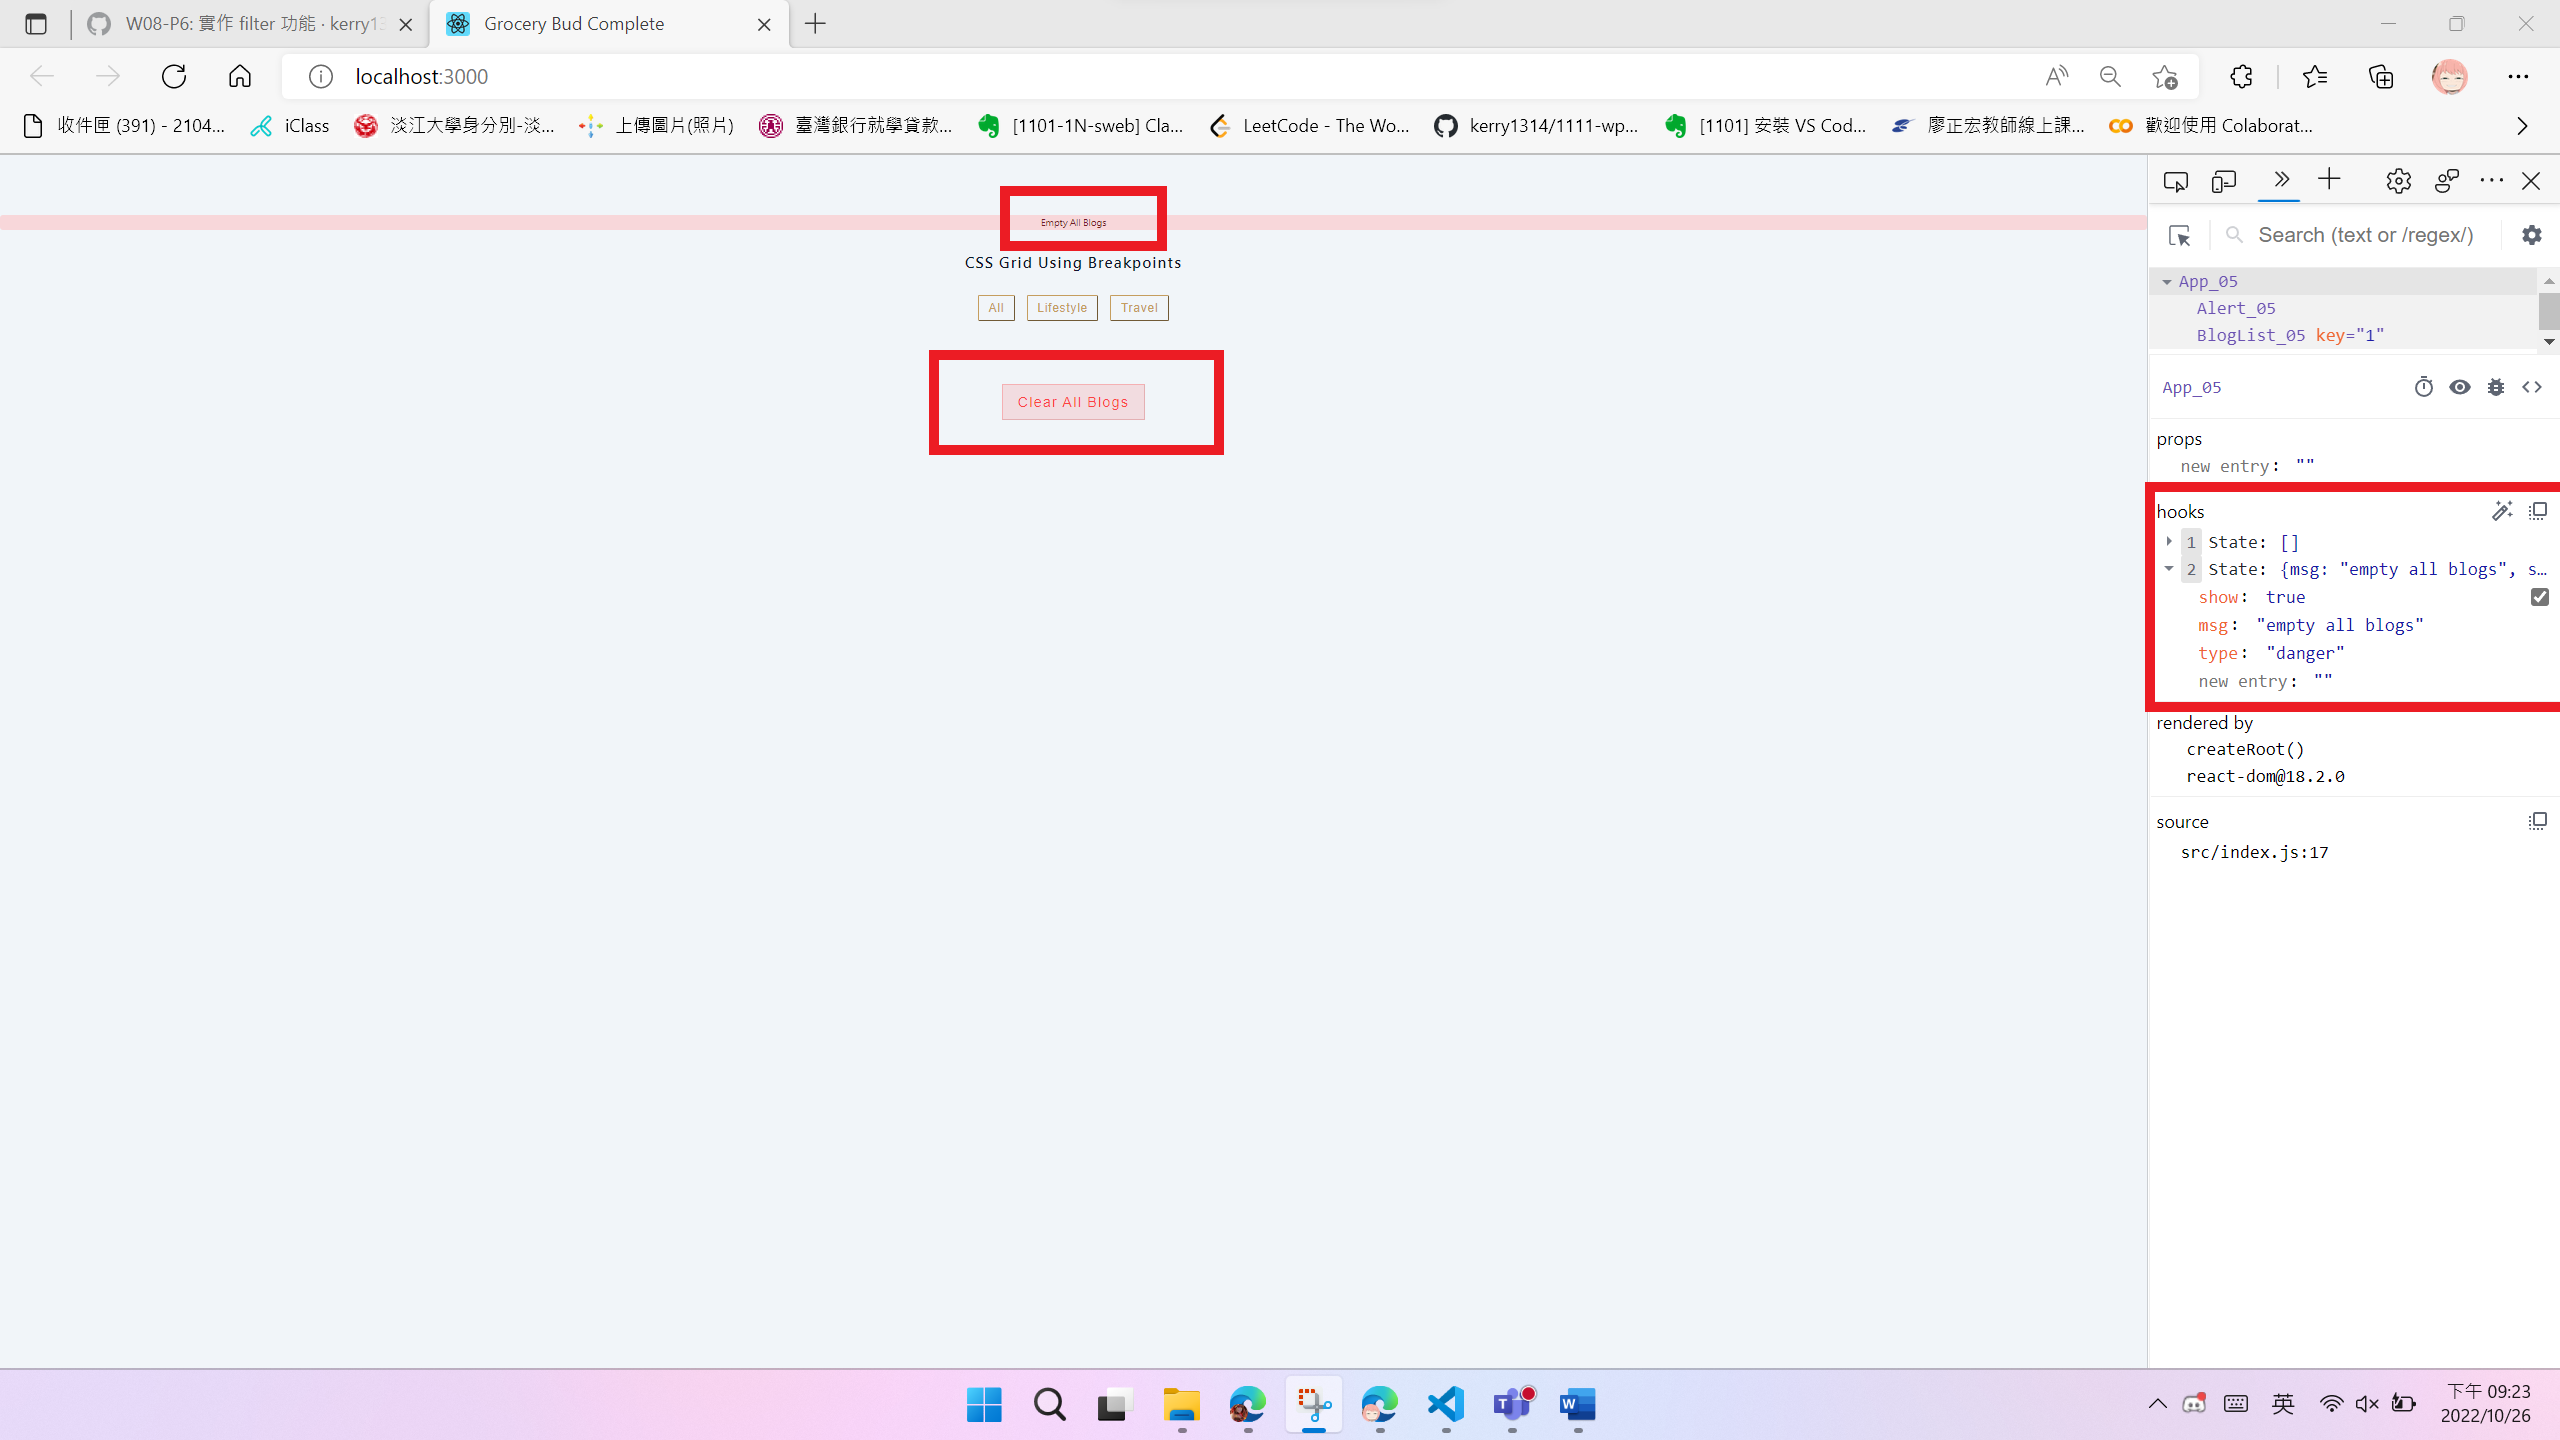 W08-P6: 實作 filter 功能 · kerry13
Grocery Bud Complete
localhost:3000
收件匣 (391) - 2104...
iClass
淡江大學身分別-淡...
上傳圖片(照片)
臺灣銀行就學貸款...
[1101-1N-sweb] Cla...
LeetCode - The Wo...
kerry1314/1111-wp...
[1101] 安裝 VS Cod...
廖正宏教師線上課...
歡迎使用 Colaborat...
Empty All Blogs
CSS Grid Using Breakpoints
All
Lifestyle
Travel
Clear All Blogs
Search (text or /regex/)
App_05
Alert_05
BlogList_05 key="1"
App_05
props
new entry: ""
hooks
1 State: []
2 State: {msg: "empty all blogs", s...
show: true
msg: "empty all blogs"
type: "danger"
new entry: ""
rendered by
createRoot()
react-dom@18.2.0
source
src/index.js:17
英
下午 09:23
2022/10/26